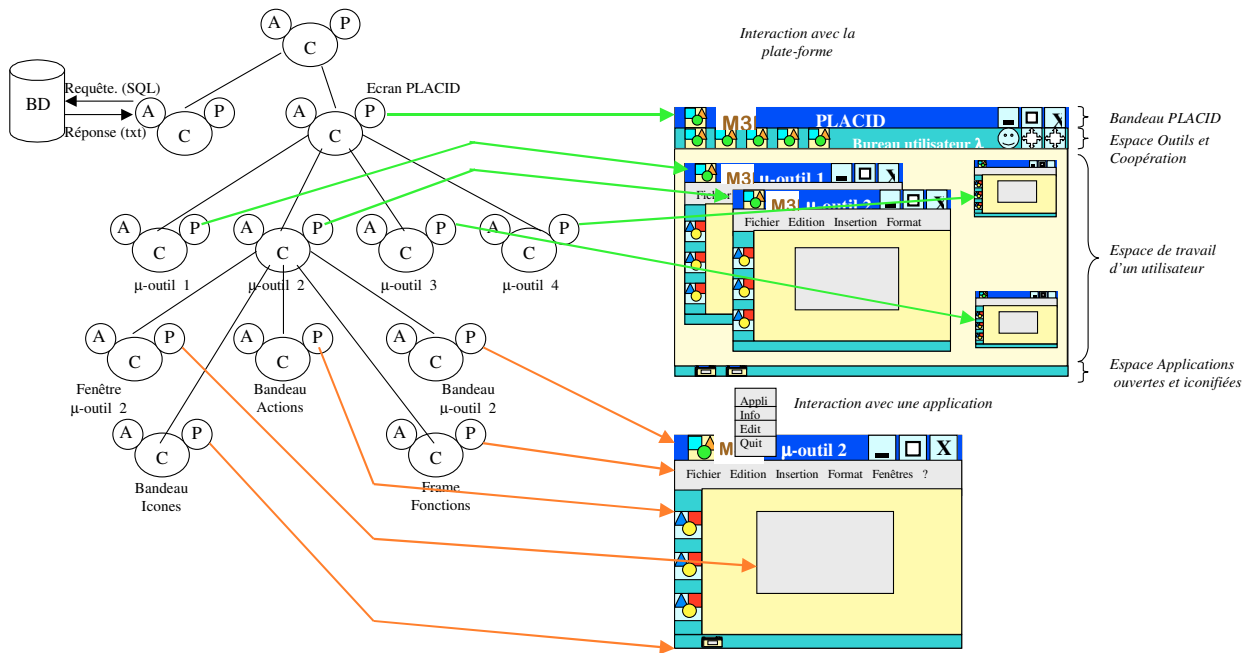 Interaction avec la
plate-forme
A
P
C
BD
Requête. (SQL)
Réponse (txt)
A
P
C
Ecran PLACID
A
P
C
M3
PLACID
X
Bandeau PLACID
Bureau utilisateur λ
Espace Outils et
Coopération
µ-outil 1
X
Fichier
M3
µ-outil 2
X
Fichier Edition Insertion Format
Espace de travail
d'un utilisateur
A
P
C
µ-outil 1
A
P
C
µ-outil 2
A
P
C
µ-outil 3
A
P
C
µ-outil 4
A
P
C
Fenêtre
µ-outil 2
A
P
C
Bandeau
Actions
A
P
C
Bandeau
µ-outil 2
Espace Applications
ouvertes et iconifiées
A
P
C
Bandeau
Icones
A
P
C
Frame
Fonctions
Appli
Info
Edit
Quit
Interaction avec une application
M
µ-outil 2
X
Fichier Edition Insertion Format Fenêtres ?